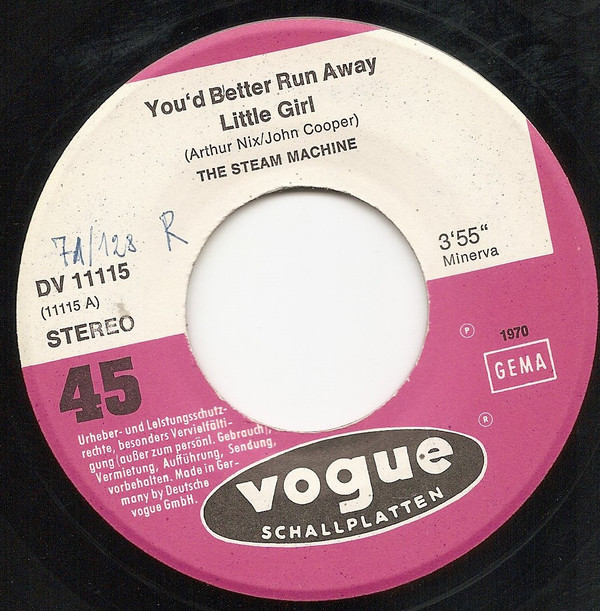 You'd Better Run Away
Little Girl
(Arthur Nix/John Cooper)
THE STEAM MACHINE
71/128 R
DV 11115
(11115 A)
STEREO
3'55“
Minerva
45
℗ 1970
GEMA
Urheber- und Leistungsschutz-
rechte, besonders Vervielfälti-
gung (außer zum persönl. Gebrauch),
Vermietung, Aufführung, Sendung,
vorbehalten. Made in Ger-
many by Deutsche
vogue GmbH.
®
vogue
SCHALLPLATTEN